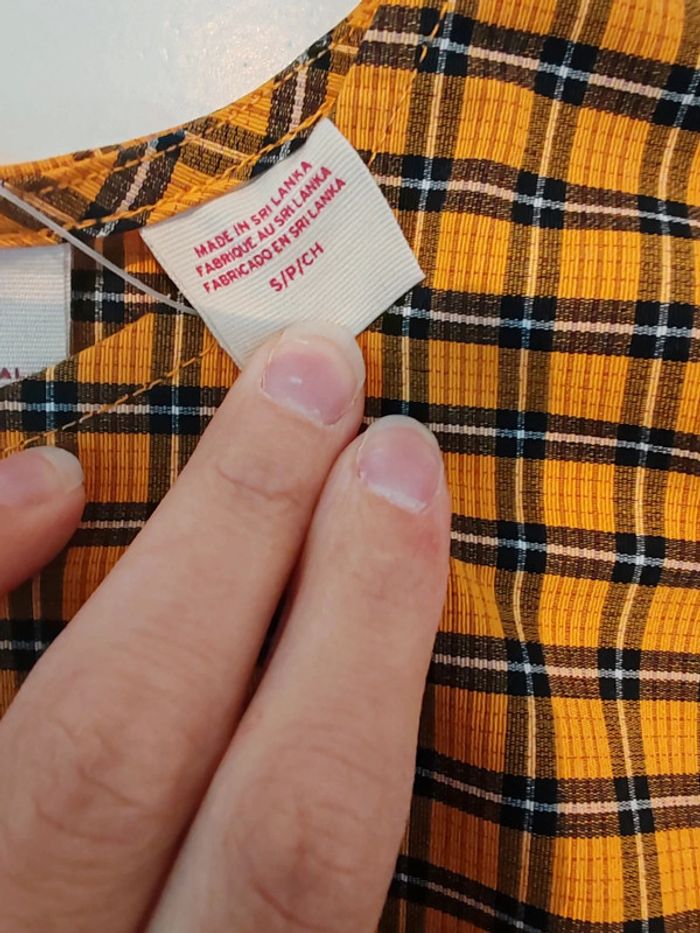 MADE IN SRI LANKA
FABRIQUE AU SRI LANKA
FABRICADO EN SRI LANKA
S/P/CH